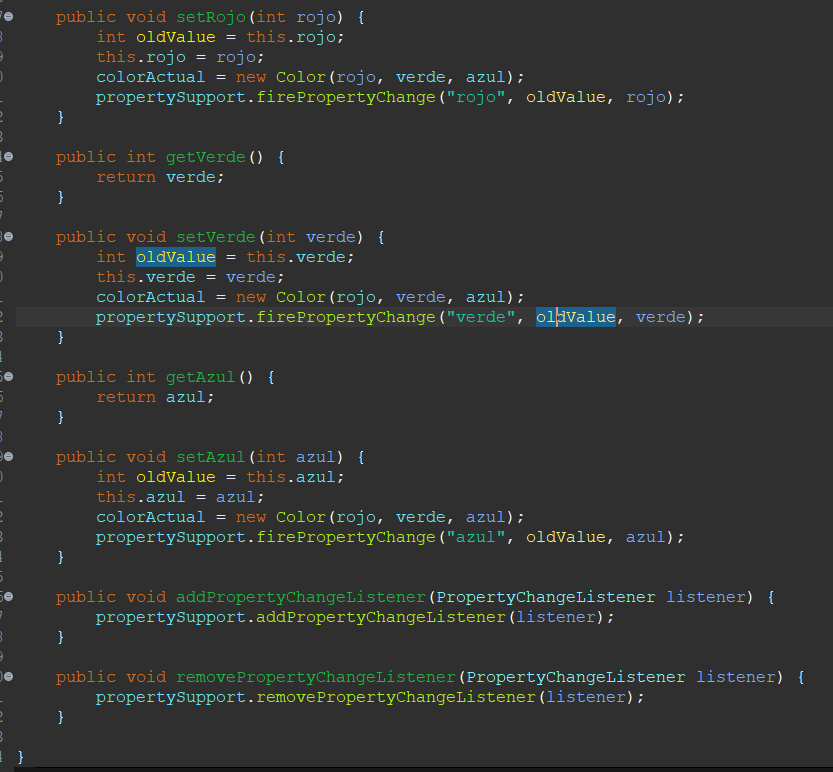 public void setRojo(int rojo) {
int oldValue = this.rojo;
this.rojo = rojo;
colorActual = new Color(rojo, verde, azul);
propertySupport.firePropertyChange("rojo", oldValue, rojo);
}
public int getVerde() {
return verde;
}
public void setVerde(int verde) {
int oldValue = this.verde;
this.verde = verde;
colorActual = new Color(rojo, verde, azul);
propertySupport.firePropertyChange("verde", oldValue, verde);
}
public int getAzul() {
return azul;
}
public void setAzul(int azul) {
int oldValue = this.azul;
this.azul = azul;
colorActual = new Color(rojo, verde, azul);
propertySupport.firePropertyChange("azul", oldValue, azul);
}
public void addPropertyChangeListener(PropertyChangeListener listener) {
propertySupport.addPropertyChangeListener(listener);
}
public void removePropertyChangeListener(PropertyChangeListener listener) {
propertySupport.removePropertyChangeListener(listener);
}
}